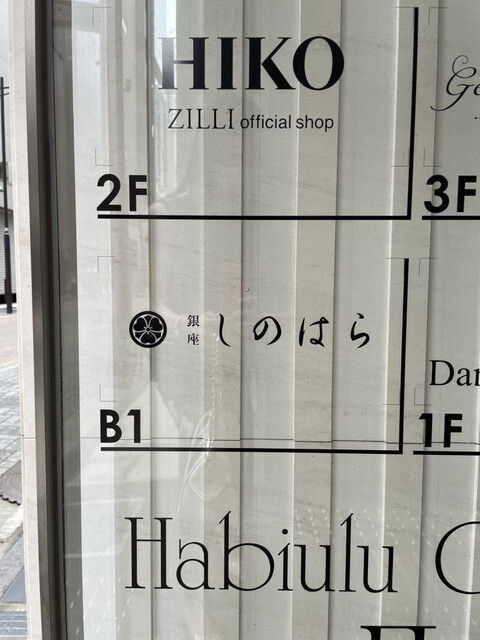 HIKO
ZILLI official shop
2F
3F
銀座 しのはら
B1
1F
Habiulu